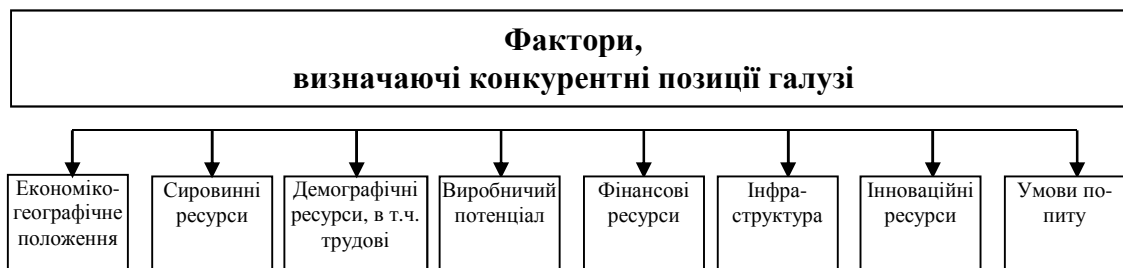 Фактори,
визначаючі конкурентні позиції галузі
Економіко-
географічне
положення
Сировинні
ресурси
Демографічні
ресурси, в т.ч.
трудові
Виробничий
потенціал
Фінансові
ресурси
Інфра-
структура
Інноваційні
ресурси
Умови по-
питу